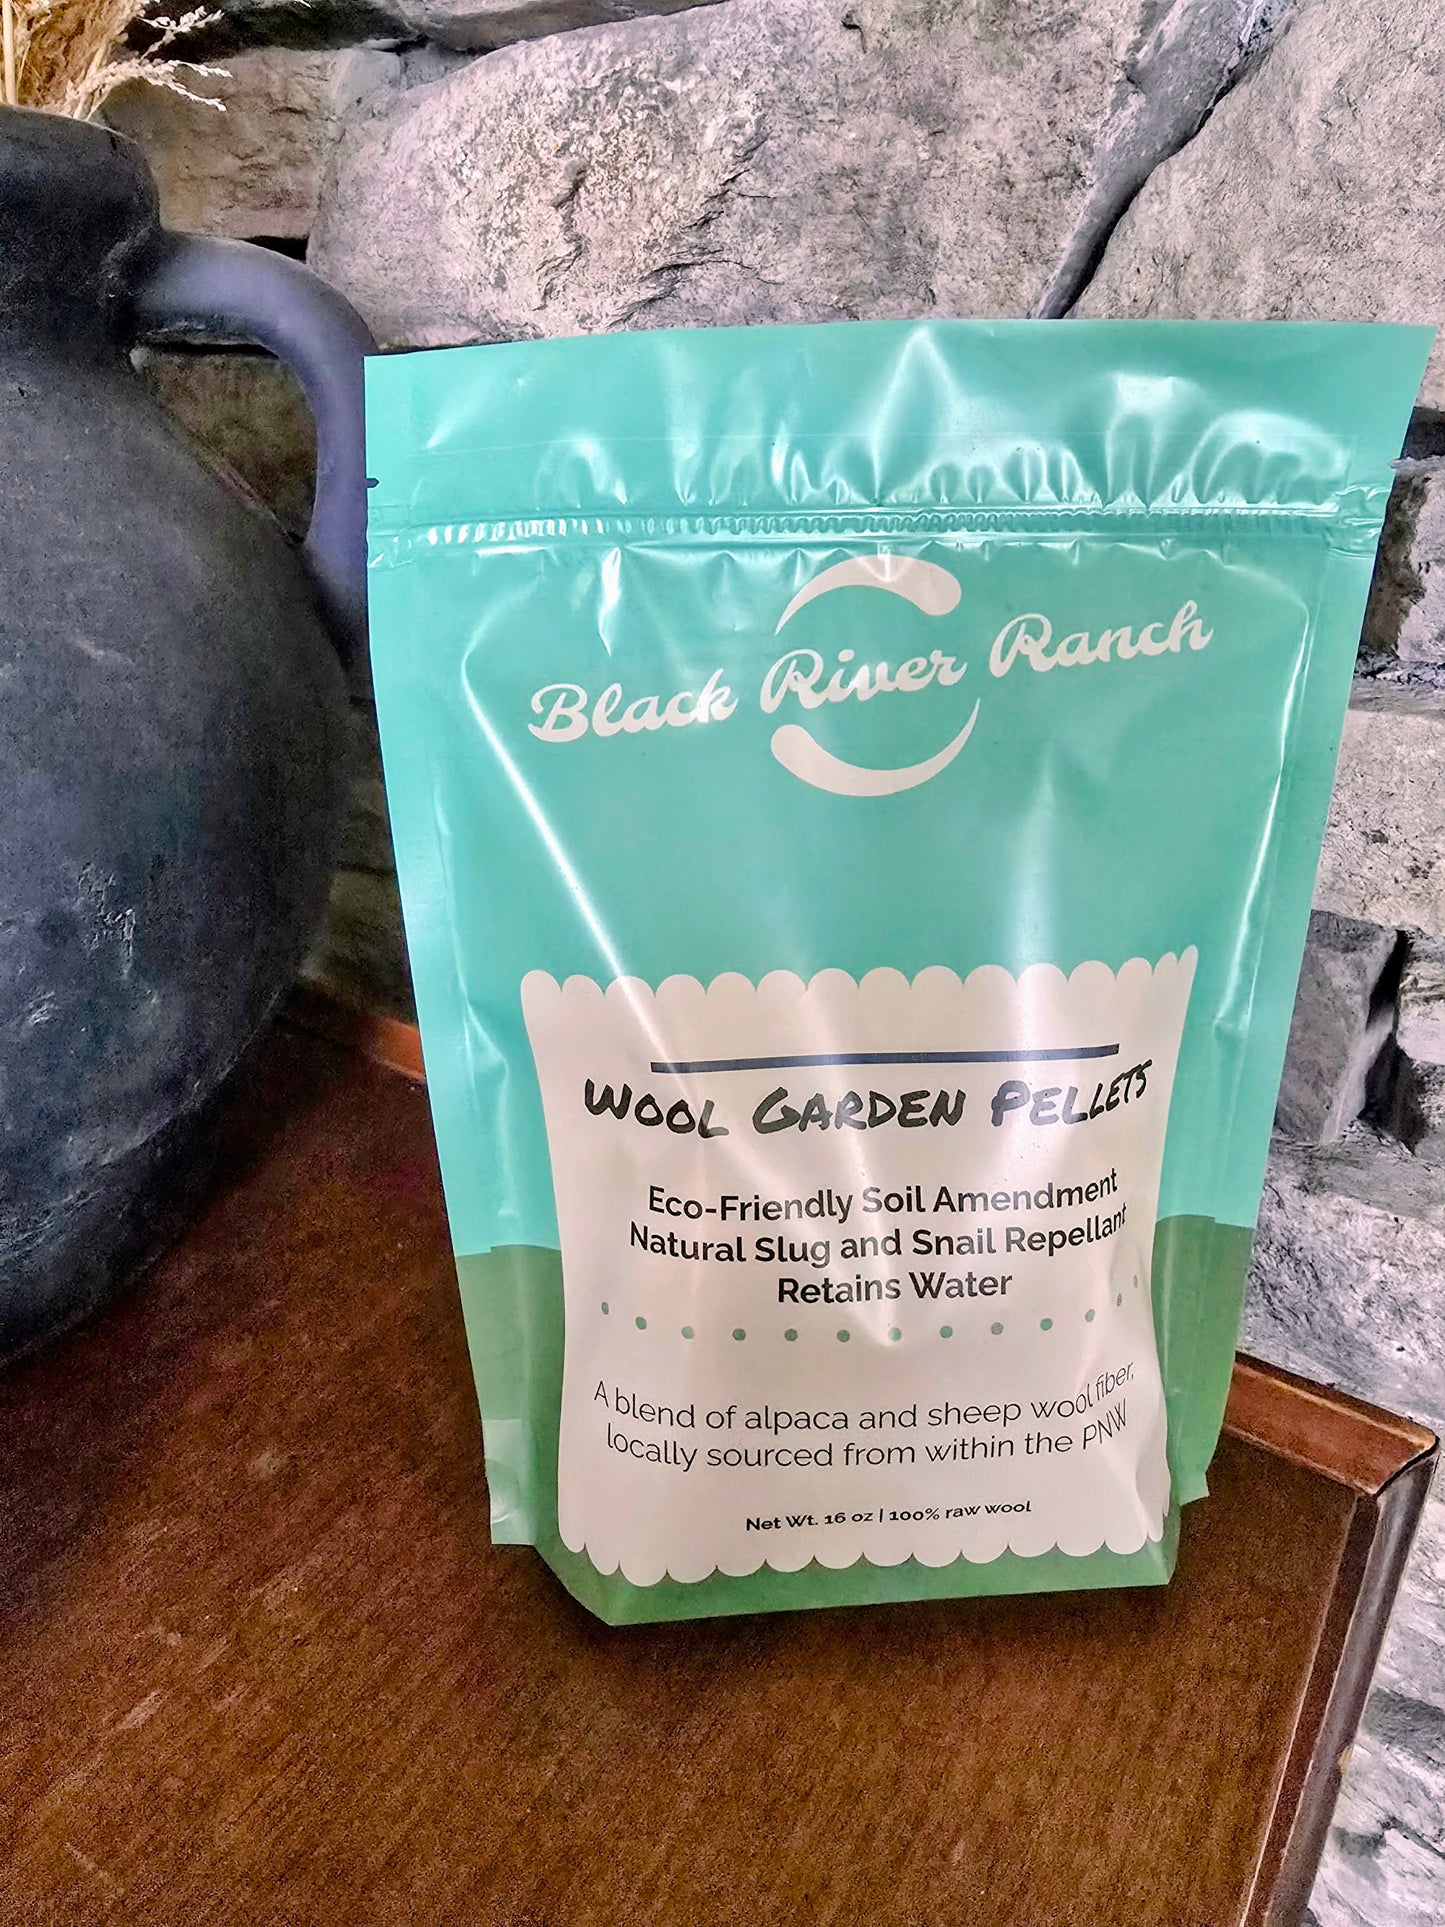 Black River Ranch
Wool Garden Pellets
Eco-Friendly Soil Amendment
Natural Slug and Snail Repellant
Retains Water
A blend of alpaca and sheep wool fiber,
locally sourced from within the PNW
Net Wt. 16 oz | 100% raw wool